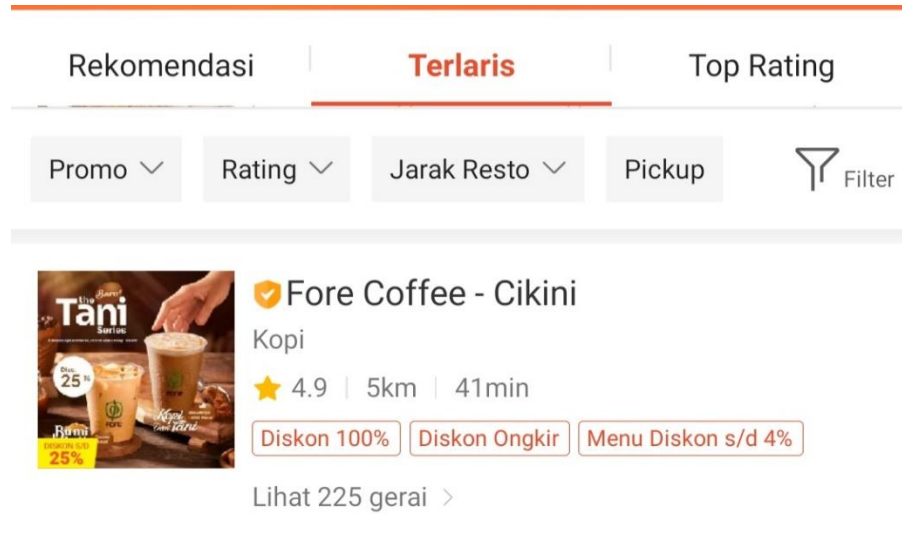 Rekomendasi
Terlaris
Top Rating
Promo
Rating
Jarak Resto
Pickup
Filter
Baru!
the
Tani
Series
Disc.
25%
FORE
Bumi
Kopi
Tani
DISKON S/D
25%
Fore Coffee - Cikini
Kopi
4.9 | 5km | 41min
Diskon 100%
Diskon Ongkir
Menu Diskon s/d 4%
Lihat 225 gerai >